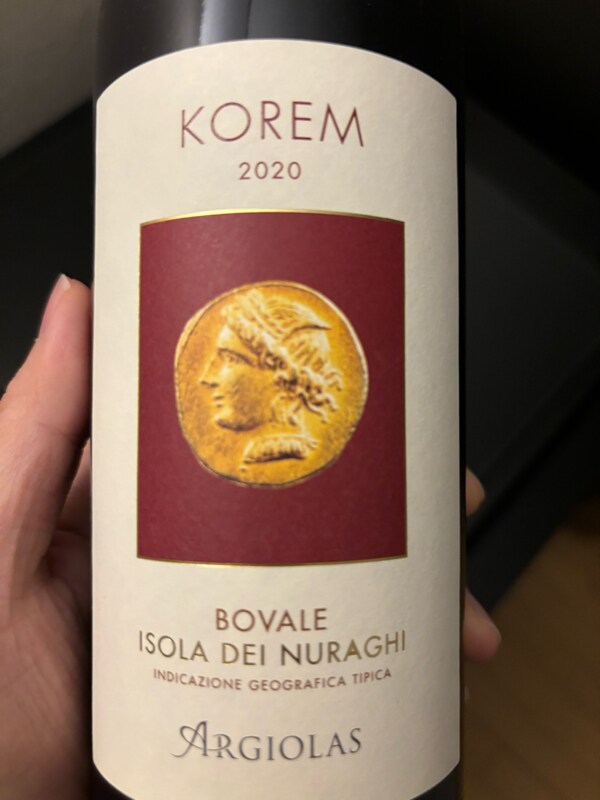 KOREM
2020
BOVALE
ISOLA DEI NURAGHI
INDICAZIONE GEOGRAFICA TIPICA
ARGIOLAS